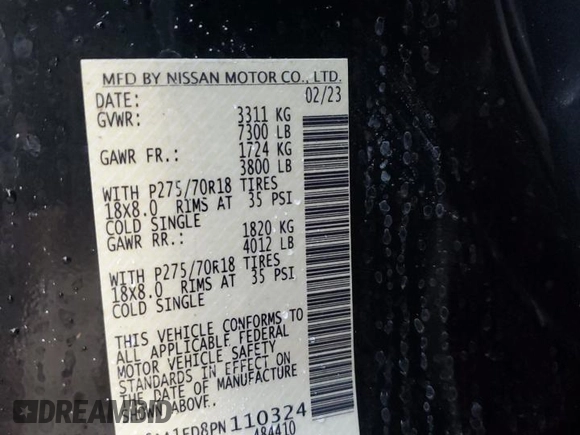 MFD BY NISSAN MOTOR CO., LTD.
DATE: 02/23
GVWR: 3311 KG
7300 LB
GAWR FR.: 1724 KG
3800 LB
WITH P275/70R18 TIRES
18X8.0 RIMS AT 35 PSI
COLD SINGLE
GAWR RR.: 1820 KG
4012 LB
WITH P275/70R18 TIRES
18X8.0 RIMS AT 35 PSI
COLD SINGLE
THIS VEHICLE CONFORMS TO
ALL APPLICABLE FEDERAL
MOTOR VEHICLE SAFETY
STANDARDS IN EFFECT ON
THE DATE OF MANUFACTURE
SHOWN ABOVE.
1ED8PN110324
484410
DREAMBID